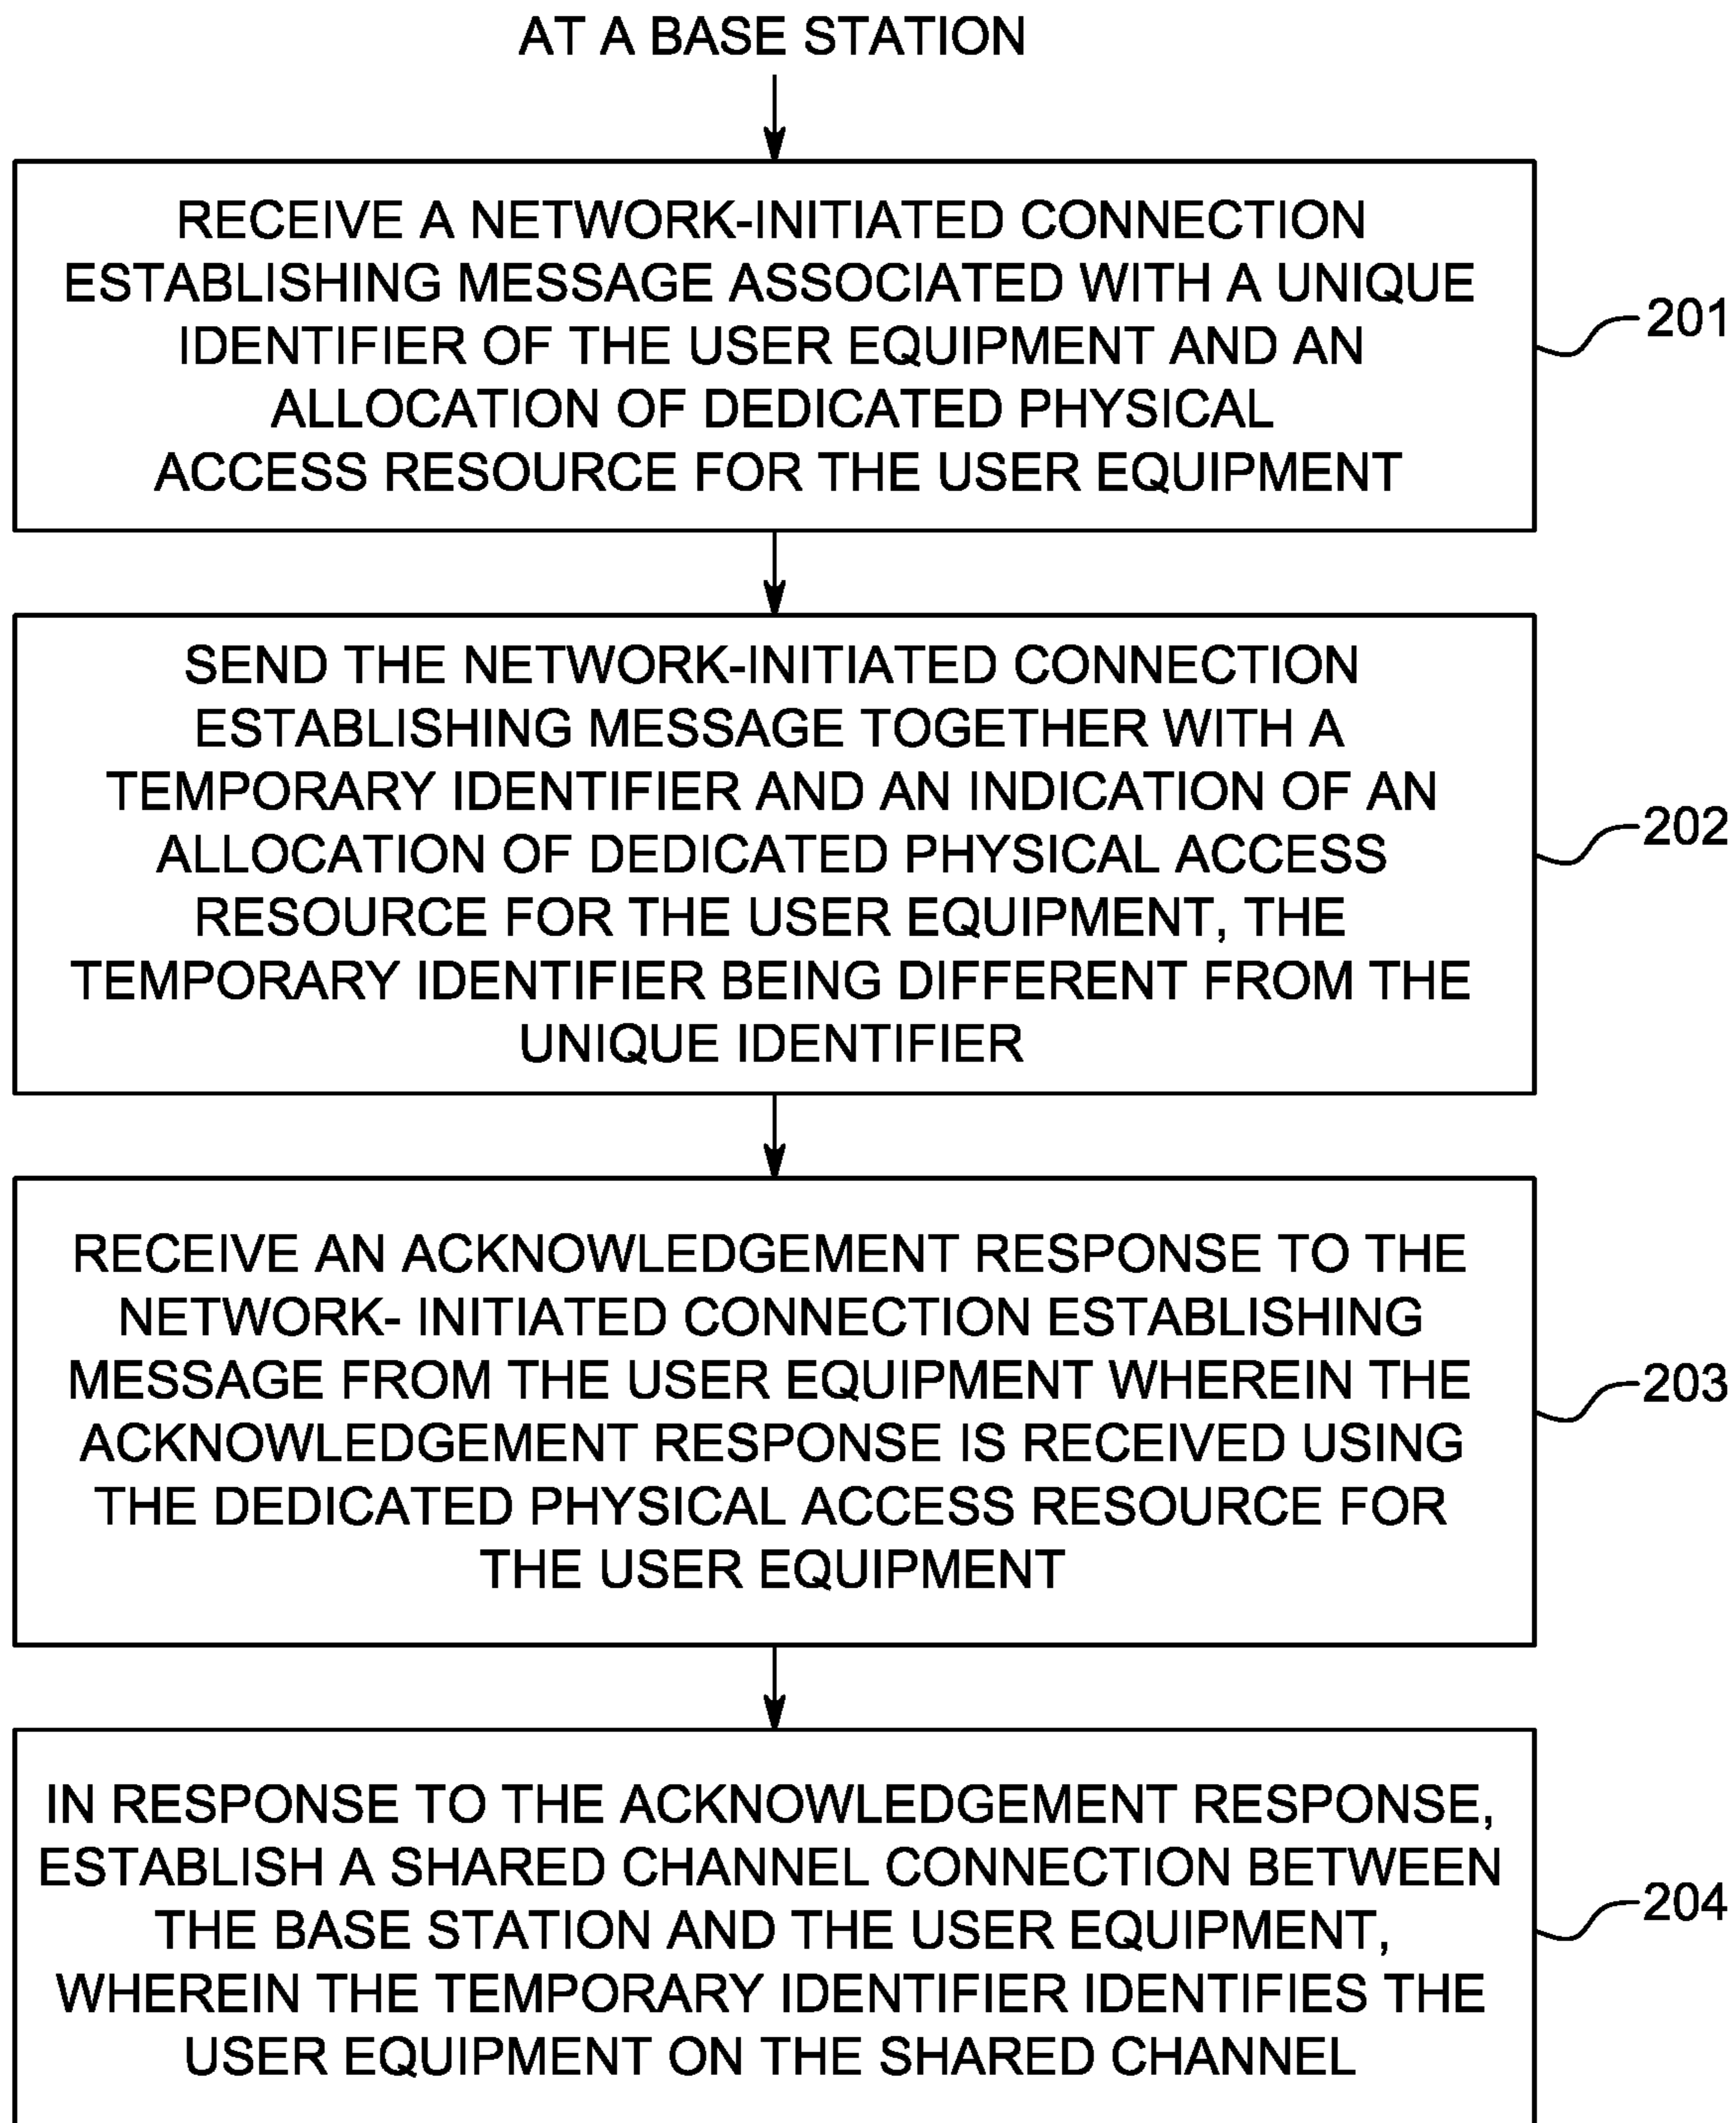 AT A BASE STATION
RECEIVE A NETWORK-INITIATED CONNECTION
ESTABLISHING MESSAGE ASSOCIATED WITH A UNIQUE
IDENTIFIER OF THE USER EQUIPMENT AND AN
ALLOCATION OF DEDICATED PHYSICAL
ACCESS RESOURCE FOR THE USER EQUIPMENT
201
SEND THE NETWORK-INITIATED CONNECTION
ESTABLISHING MESSAGE TOGETHER WITH A
TEMPORARY IDENTIFIER AND AN INDICATION OF AN
ALLOCATION OF DEDICATED PHYSICAL ACCESS
RESOURCE FOR THE USER EQUIPMENT, THE
TEMPORARY IDENTIFIER BEING DIFFERENT FROM THE
UNIQUE IDENTIFIER
202
RECEIVE AN ACKNOWLEDGEMENT RESPONSE TO THE
NETWORK- INITIATED CONNECTION ESTABLISHING
MESSAGE FROM THE USER EQUIPMENT WHEREIN THE
ACKNOWLEDGEMENT RESPONSE IS RECEIVED USING
THE DEDICATED PHYSICAL ACCESS RESOURCE FOR
THE USER EQUIPMENT
203
IN RESPONSE TO THE ACKNOWLEDGEMENT RESPONSE,
ESTABLISH A SHARED CHANNEL CONNECTION BETWEEN
THE BASE STATION AND THE USER EQUIPMENT,
WHEREIN THE TEMPORARY IDENTIFIER IDENTIFIES THE
USER EQUIPMENT ON THE SHARED CHANNEL
204